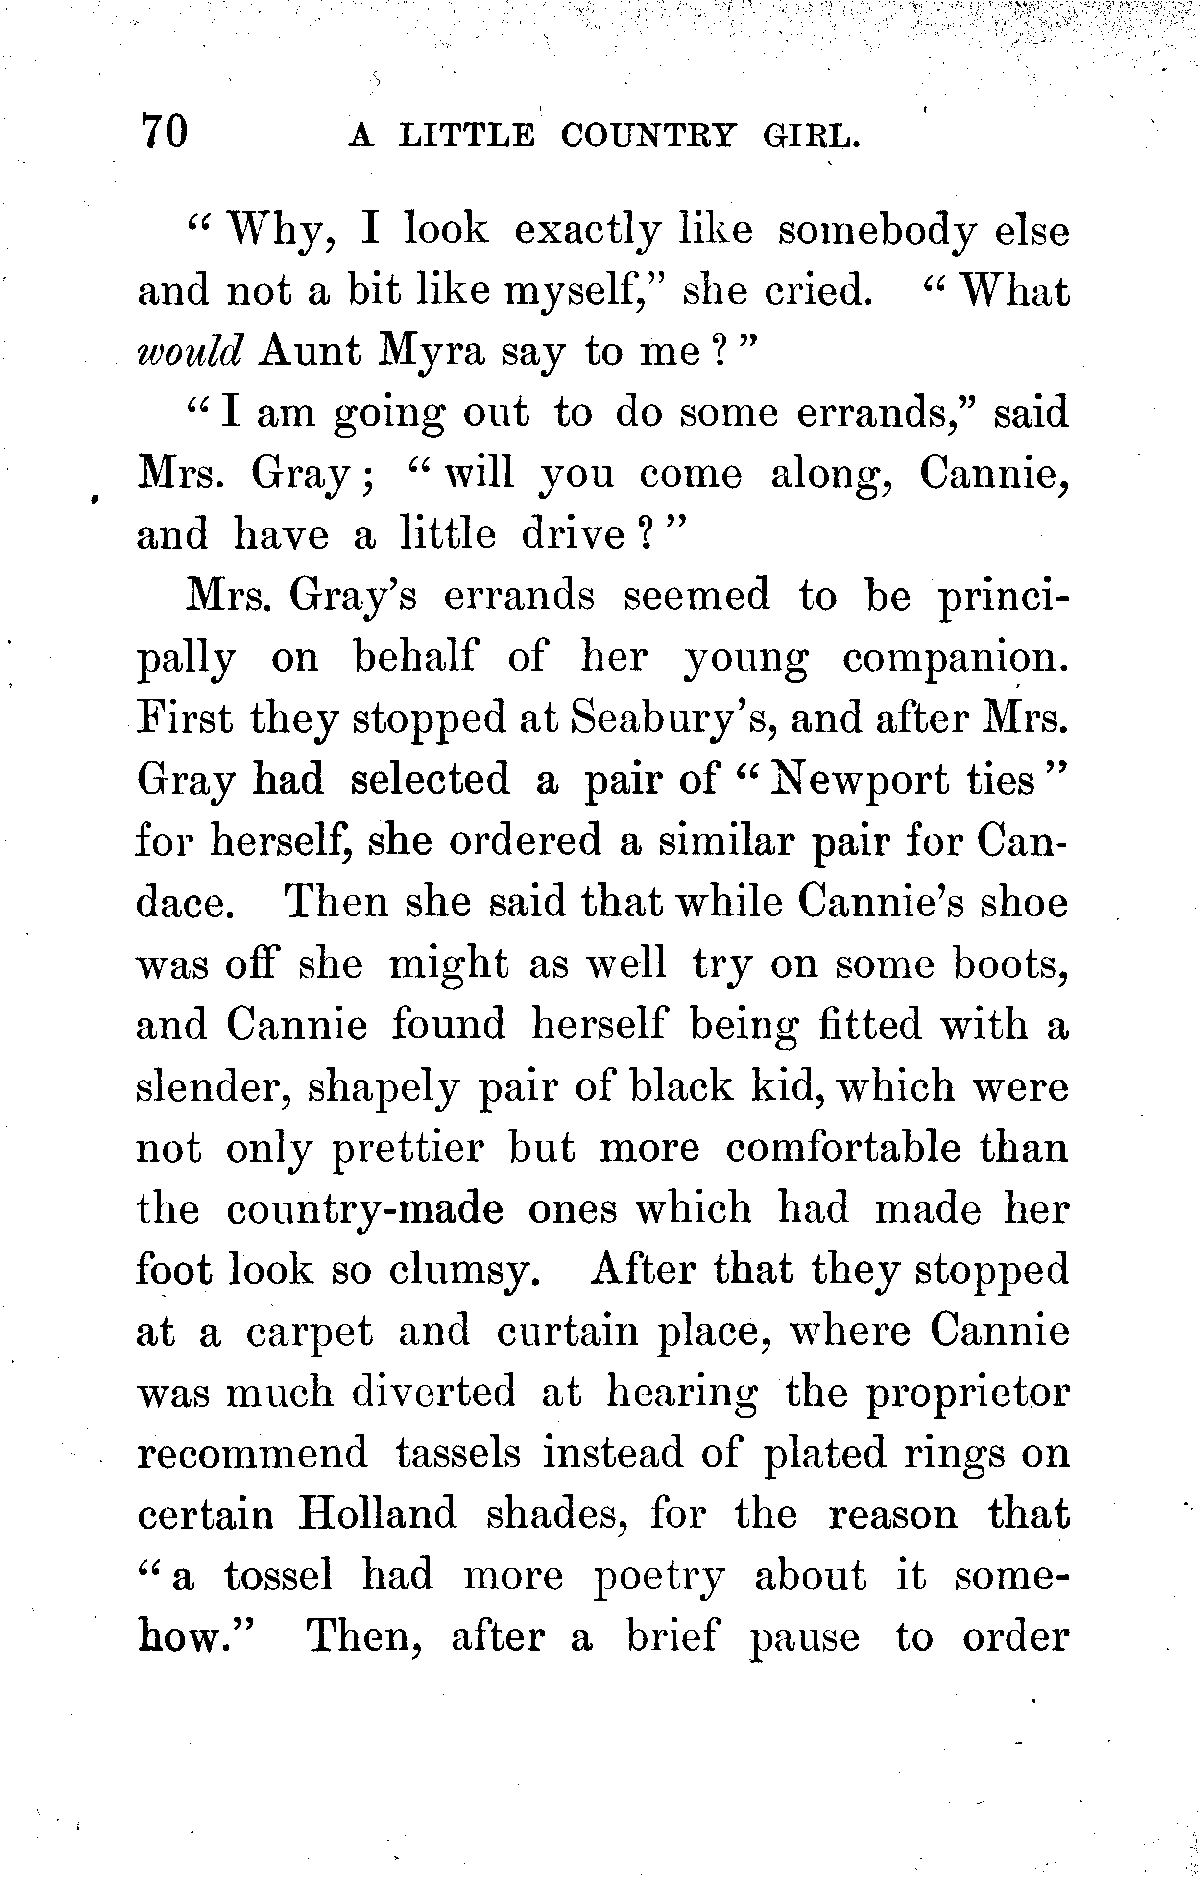 70 A LITTLE COUNTRY GIRL.
“ Why, I look exactly like somebody else
and not a bit like myself,” she cried. “ What
would Aunt Myra say to me ? ”
“ I am going out to do some errands,” said
Mrs. Gray ; “ will you come along, Cannie,
and have a little drive ? ”
Mrs. Gray’s errands seemed to be princi-
pally on behalf of her young companion.
First they stopped at Seabury’s, and after Mrs.
Gray had selected a pair of “ Newport ties ”
for herself, she ordered a similar pair for Can-
dace. Then she said that while Cannie’s shoe
was off she might as well try on some boots,
and Cannie found herself being fitted with a
slender, shapely pair of black kid, which were
not only prettier but more comfortable than
the country-made ones which had made her
foot look so clumsy. After that they stopped
at a carpet and curtain place, where Cannie
was much diverted at hearing the proprietor
recommend tassels instead of plated rings on
certain Holland shades, for the reason that
“ a tossel had more poetry about it some-
how.” Then, after a brief pause to order